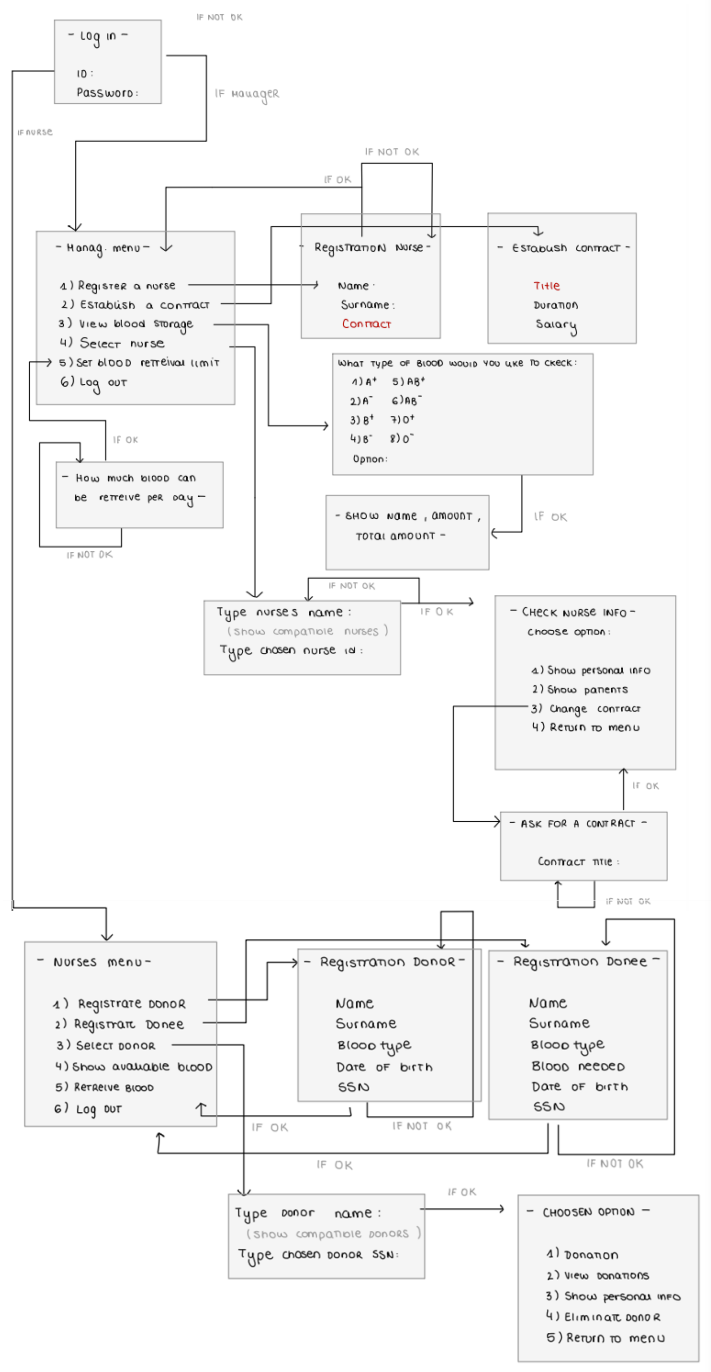 IF NOT OK
- Log in -
ID:
Password:
IF MANAGER
IF NURSE
IF NOT OK
IF OK
- Manag. menu -
1) Register a nurse
2) Establish a contract
3) View blood storage
4) Select nurse
5) Set blood retreival limit
6) Log out
- Registration Nurse -
Name:
Surname:
Contract
- Establish contract -
Title
Duration
Salary
What type of blood would you like to check:
1) A+ 5) AB+
2) A- 6) AB-
3) B+ 7) O+
4) B- 8) O-
Option:
IF OK
- How much blood can
be retreive per day -
IF NOT OK
- Show name, amount,
total amount -
IF OK
IF NOT OK
Type nurses name:
(show compatible nurses)
Type chosen nurse id:
IF OK
- Check nurse info -
Choose option:
1) Show personal info
2) Show patients
3) Change contract
4) Return to menu
IF OK
- Ask for a contract -
Contract title:
IF NOT OK
- Nurses menu -
1) Registrate Donor
2) Registrate Donee
3) Select donor
4) Show available blood
5) Retreive blood
6) Log out
- Registration Donor -
Name
Surname
Blood type
Date of birth
SSN
- Registration Donee -
Name
Surname
Blood type
Blood needed
Date of birth
SSN
IF OK
IF NOT OK
IF OK
IF NOT OK
Type donor name:
(show compatible donors)
Type chosen donor SSN:
IF OK
- Choosen option -
1) Donation
2) View donations
3) Show personal info
4) Eliminate donor
5) Return to menu